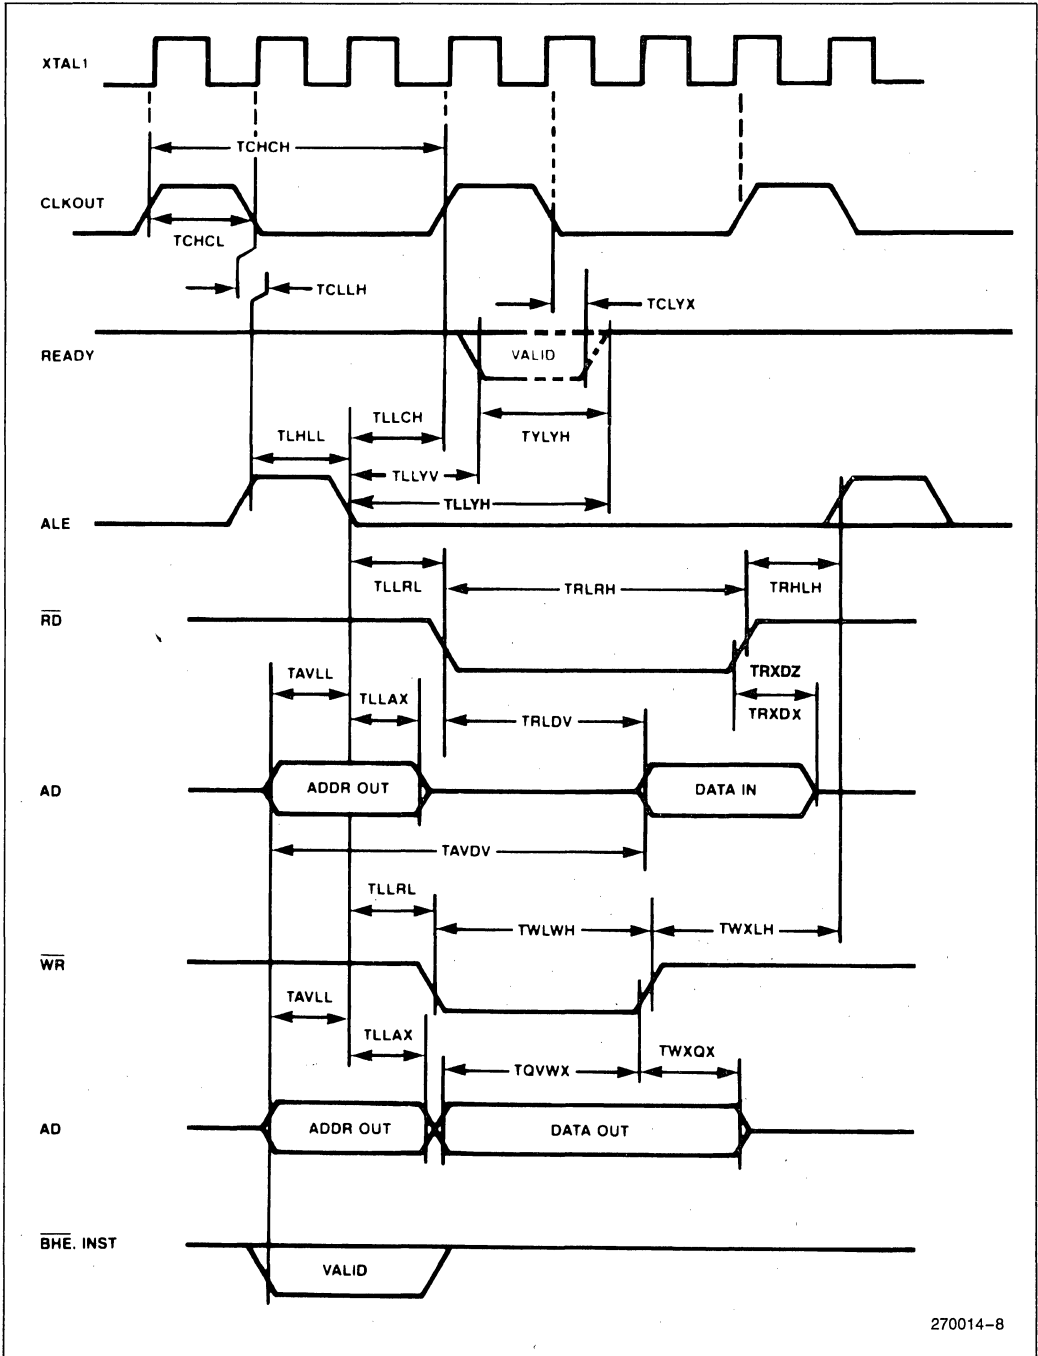 XTAL1
TCHCH
CLKOUT
TCHCL
TCLLH
TCLYX
READY
VALID
TLLCH
TYLYH
TLHLL
TLLYV
TLLYH
ALE
TLLRL
TRLRH
TRHLH
RD
TAVLL
TRXDZ
TLLAX
TRLDV
TRXDX
AD
ADDR OUT
DATA IN
TAVDV
TLLRL
TWLWH
TWXLH
WR
TAVLL
TLLAX
TWXQX
TQVWX
AD
ADDR OUT
DATA OUT
BHE. INST
VALID
270014-8